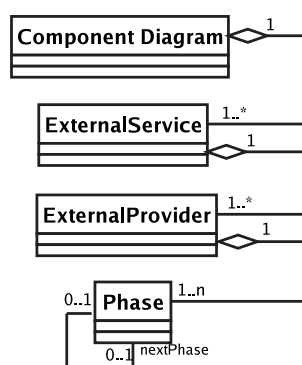 Component Diagram 1
ExternalService 1..*
1
ExternalProvider 1..*
1
0..1 Phase 1..n
0..1 nextPhase